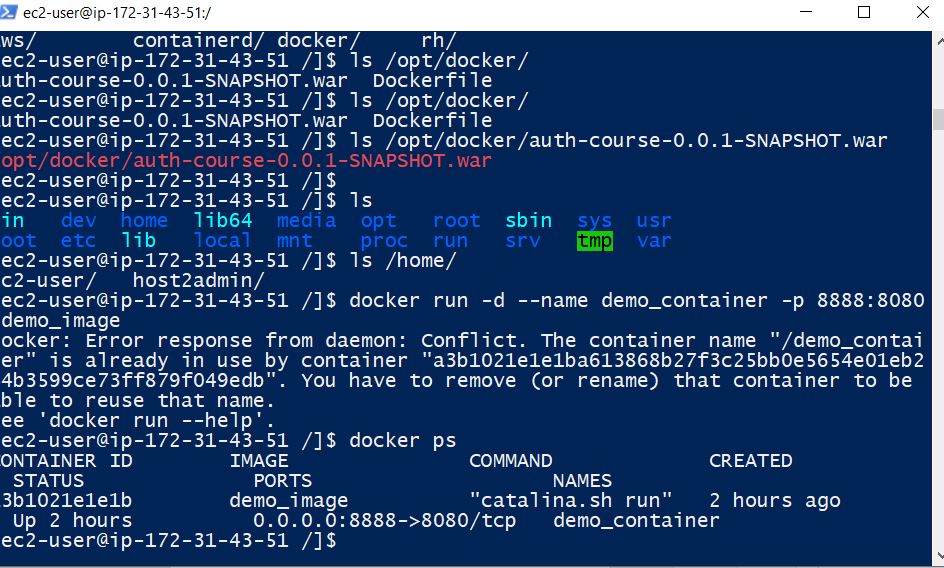 ec2-user@ip-172-31-43-51:/
ws/ containerd/ docker/ rh/
ec2-user@ip-172-31-43-51 /]$ ls /opt/docker/
uth-course-0.0.1-SNAPSHOT.war Dockerfile
ec2-user@ip-172-31-43-51 /]$ ls /opt/docker/
uth-course-0.0.1-SNAPSHOT.war Dockerfile
ec2-user@ip-172-31-43-51 /]$ ls /opt/docker/auth-course-0.0.1-SNAPSHOT.war
opt/docker/auth-course-0.0.1-SNAPSHOT.war
ec2-user@ip-172-31-43-51 /]$
ec2-user@ip-172-31-43-51 /]$ ls
in dev home lib64 media opt root sbin sys usr
oot etc lib local mnt proc run srv tmp var
ec2-user@ip-172-31-43-51 /]$ ls /home/
c2-user/ host2admin/
ec2-user@ip-172-31-43-51 /]$ docker run -d --name demo_container -p 8888:8080
demo_image
ocker: Error response from daemon: Conflict. The container name "/demo_contai
er" is already in use by container "a3b1021e1e1ba613868b27f3c25bb0e5654e01eb2
4b3599ce73ff879f049edb". You have to remove (or rename) that container to be
ble to reuse that name.
ee 'docker run --help'.
ec2-user@ip-172-31-43-51 /]$ docker ps
ONTAINER ID IMAGE COMMAND CREATED
STATUS PORTS NAMES
3b1021e1e1b demo_image "catalina.sh run" 2 hours ago
Up 2 hours 0.0.0.0:8888->8080/tcp demo_container
ec2-user@ip-172-31-43-51 /]$